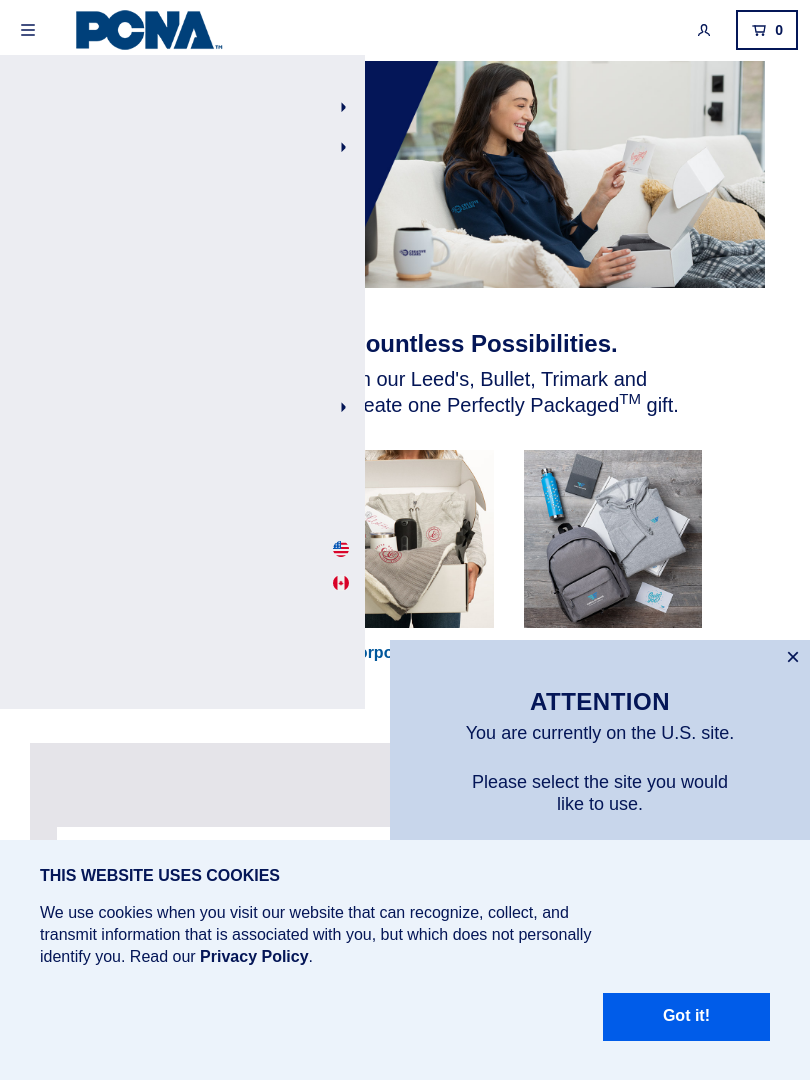 PCNA™
0
ountless Possibilities.
n our Leed's, Bullet, Trimark and
eate one Perfectly Packaged™ gift.
orpo
ATTENTION
You are currently on the U.S. site.
Please select the site you would
like to use.
THIS WEBSITE USES COOKIES
We use cookies when you visit our website that can recognize, collect, and
transmit information that is associated with you, but which does not personally
identify you. Read our Privacy Policy.
Got it!